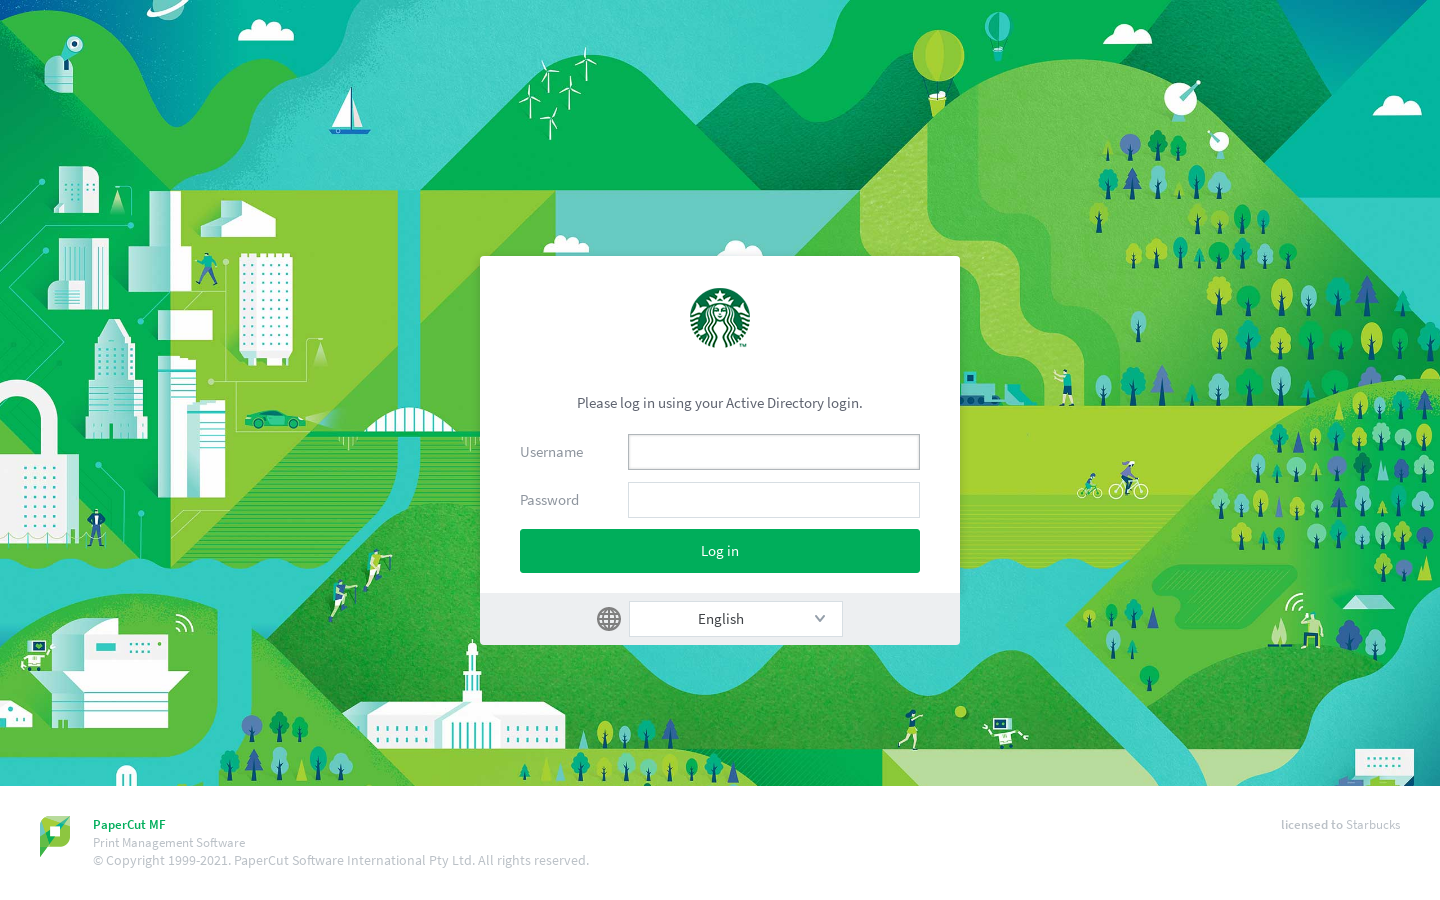 Please log in using your Active Directory login.
Username
Password
Log in
English
PaperCut MF
Print Management Software
© Copyright 1999-2021. PaperCut Software International Pty Ltd. All rights reserved.
licensed to Starbucks